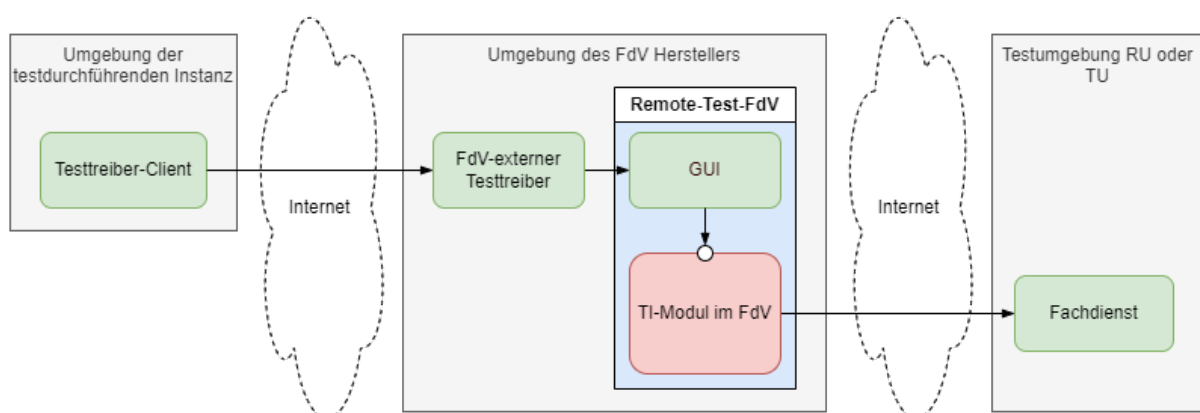 Umgebung der
testdurchführenden Instanz
Testtreiber-Client
Internet
Umgebung des FdV Herstellers
Remote-Test-FdV
FdV-externer
Testtreiber
GUI
TI-Modul im FdV
Internet
Testumgebung RU oder
TU
Fachdienst